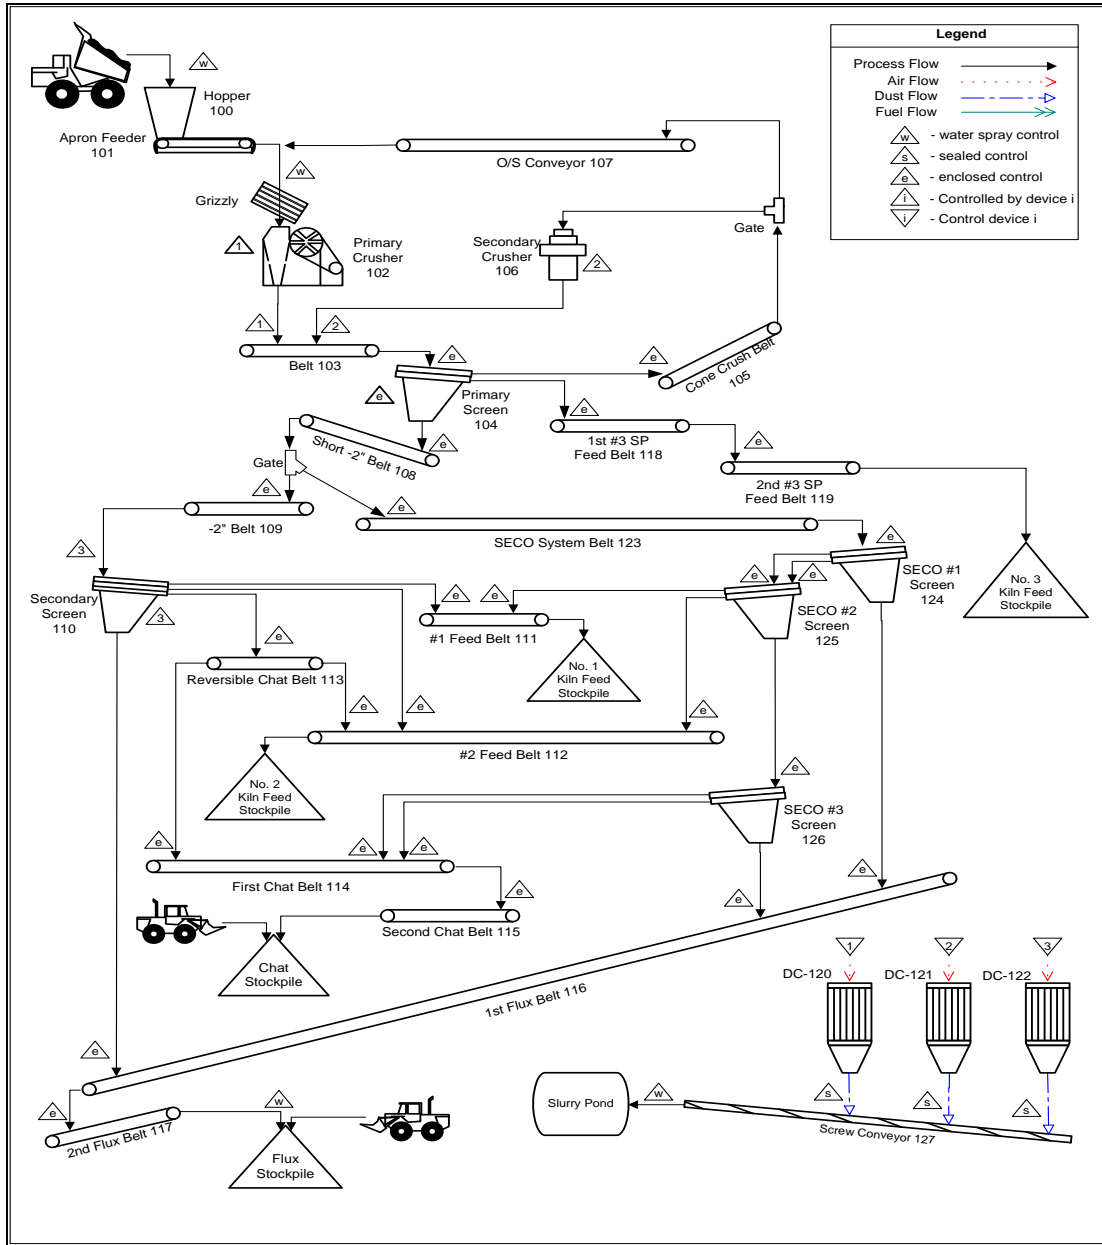 Legend
Process Flow
Air Flow
Dust Flow
Fuel Flow
w - water spray control
s - sealed control
e - enclosed control
i - Controlled by device i
i - Control device i
w
Hopper
100
Apron Feeder
101
w
O/S Conveyor 107
Grizzly
1
Primary
Crusher
102
Secondary
Crusher
106
2
Gate
1
2
Belt 103
e
e
Primary
Screen
104
e
Cone Crush Belt
105
e
1st #3 SP
Feed Belt 118
e
2nd #3 SP
Feed Belt 119
e
Short -2" Belt 108
Gate
e
-2" Belt 109
e
SECO System Belt 123
e
SECO #1
Screen
124
No. 3
Kiln Feed
Stockpile
3
Secondary
Screen
110
3
e
e
#1 Feed Belt 111
e
e
SECO #2
Screen
125
No. 1
Kiln Feed
Stockpile
e
Reversible Chat Belt 113
e
e
e
#2 Feed Belt 112
No. 2
Kiln Feed
Stockpile
e
SECO #3
Screen
126
e
e
e
First Chat Belt 114
e
Second Chat Belt 115
Chat
Stockpile
e
e
1st Flux Belt 116
e
e
2nd Flux Belt 117
w
Flux
Stockpile
1
2
3
DC-120
DC-121
DC-122
s
s
s
Screw Conveyor 127
w
Slurry Pond